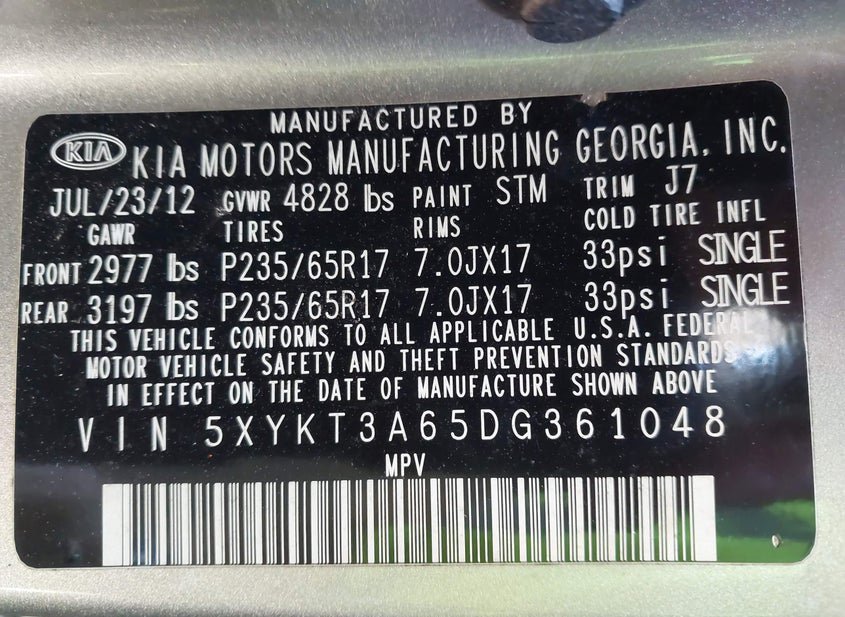 MANUFACTURED BY
KIA KIA MOTORS MANUFACTURING GEORGIA, INC.
JUL/23/12 GVWR 4828 lbs PAINT STM TRIM J7
GAWR TIRES RIMS COLD TIRE INFL
FRONT 2977 lbs P235/65R17 7.0JX17 33psi SINGLE
REAR 3197 lbs P235/65R17 7.0JX17 33psi SINGLE
THIS VEHICLE CONFORMS TO ALL APPLICABLE U.S.A. FEDERAL
MOTOR VEHICLE SAFETY AND THEFT PREVENTION STANDARDS
IN EFFECT ON THE DATE OF MANUFACTURE SHOWN ABOVE
VIN 5XYKT3A65DG361048
MPV